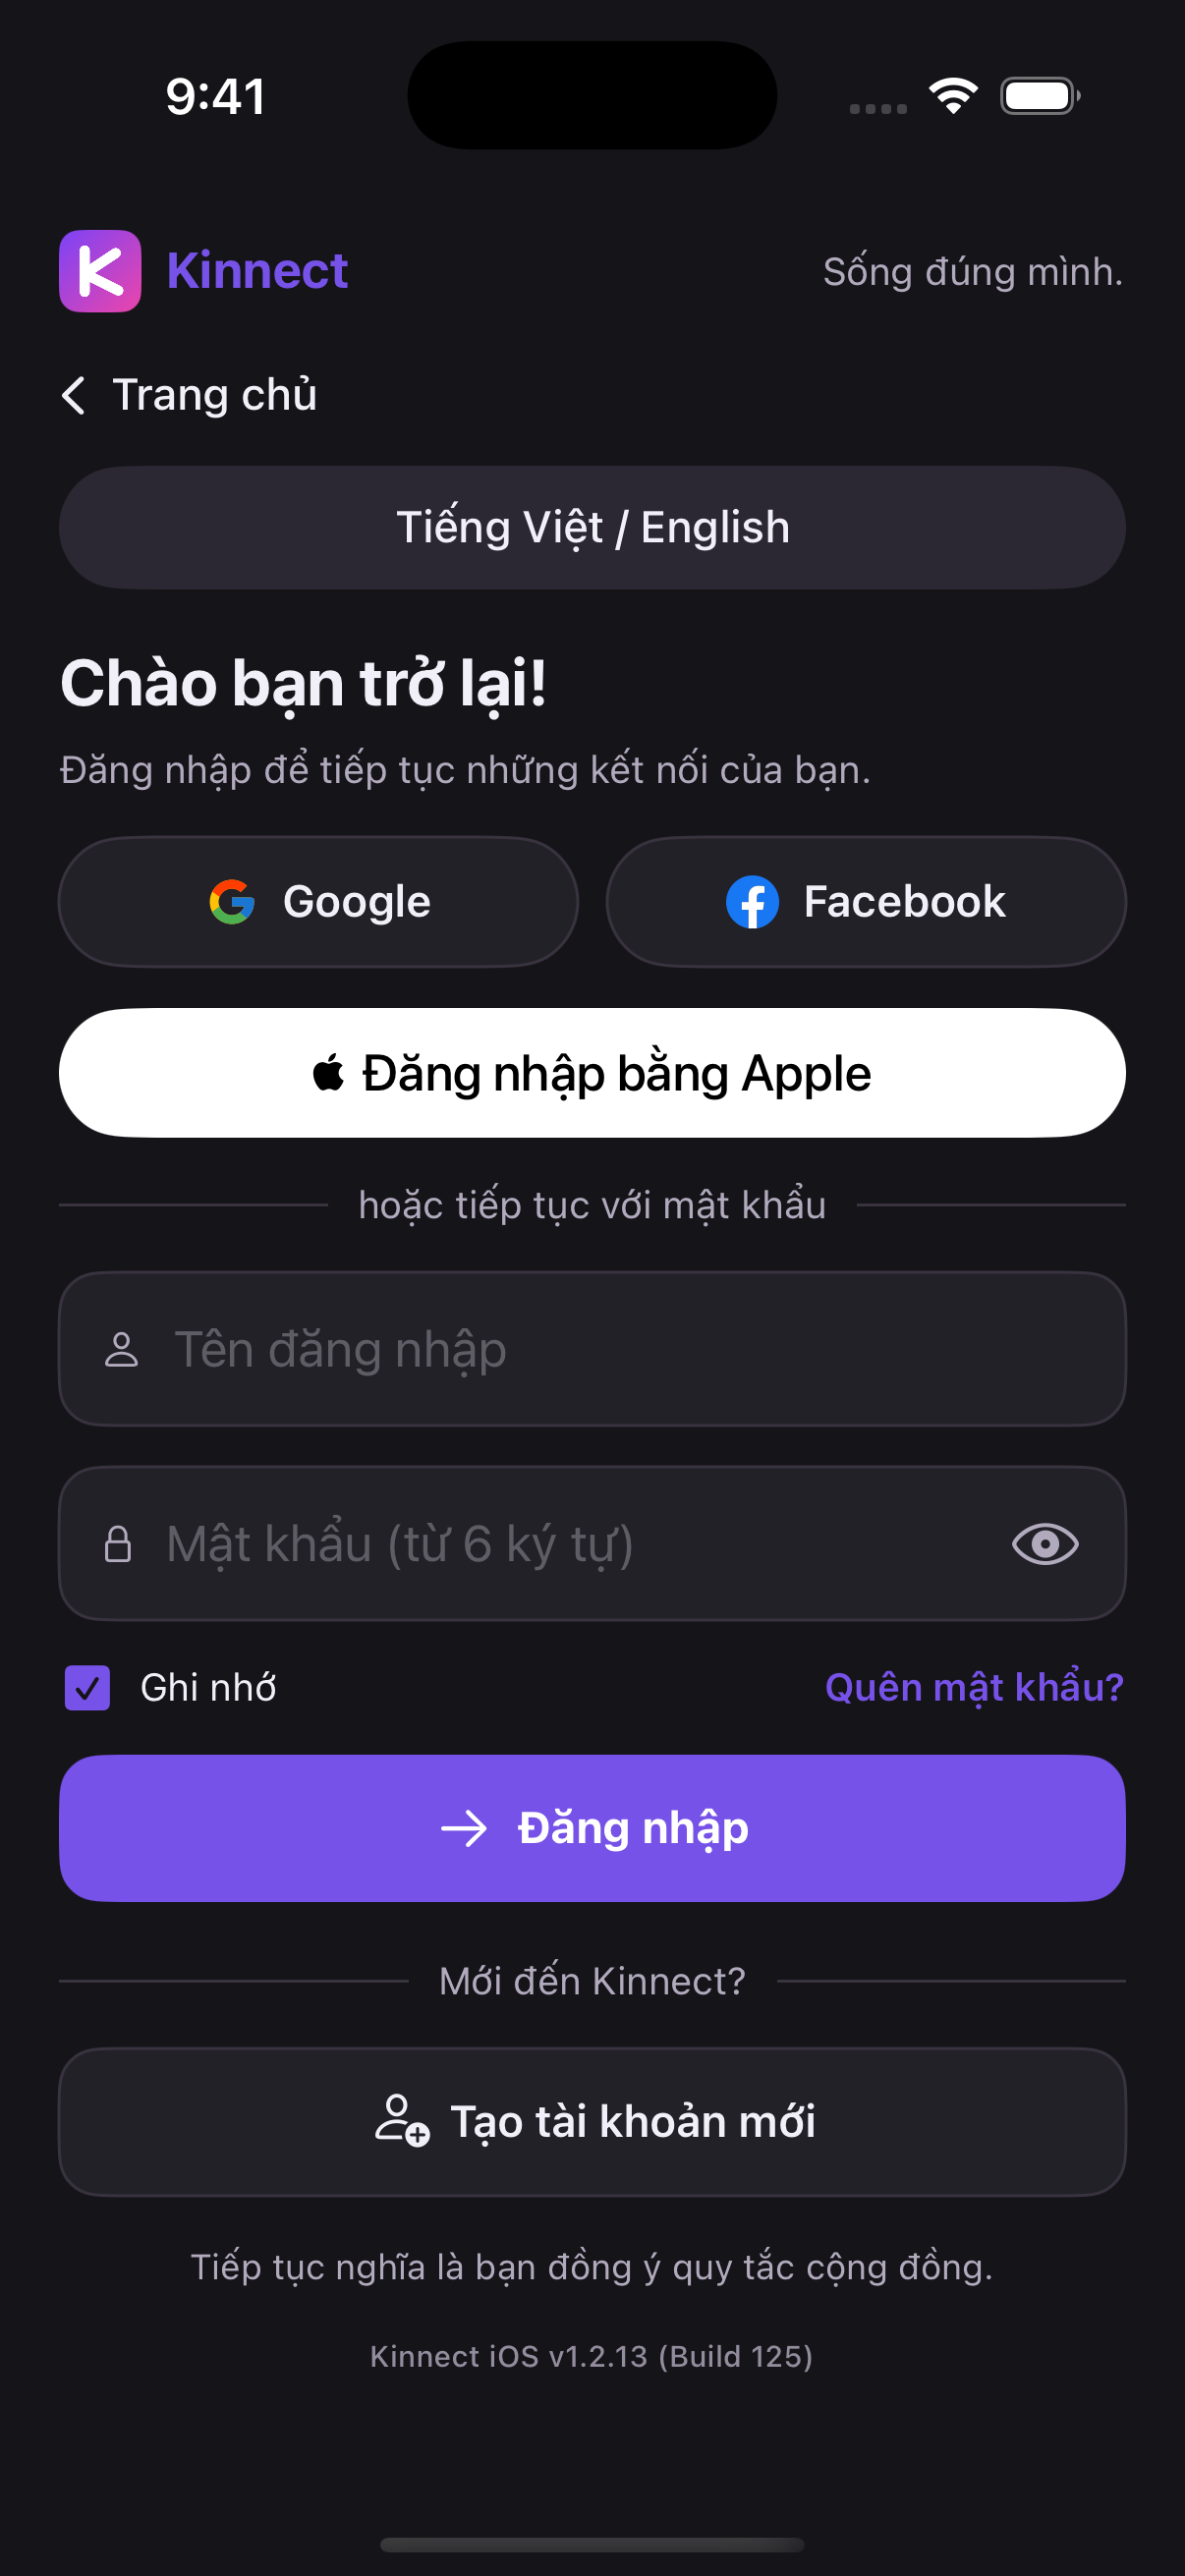 9:41
Kinnect
Sống đúng mình.
Trang chủ
Tiếng Việt / English
Chào bạn trở lại!
Đăng nhập để tiếp tục những kết nối của bạn.
Google
Facebook
Đăng nhập bằng Apple
hoặc tiếp tục với mật khẩu
Tên đăng nhập
Mật khẩu (từ 6 ký tự)
Ghi nhớ
Quên mật khẩu?
Đăng nhập
Mới đến Kinnect?
Tạo tài khoản mới
Tiếp tục nghĩa là bạn đồng ý quy tắc cộng đồng.
Kinnect iOS v1.2.13 (Build 125)